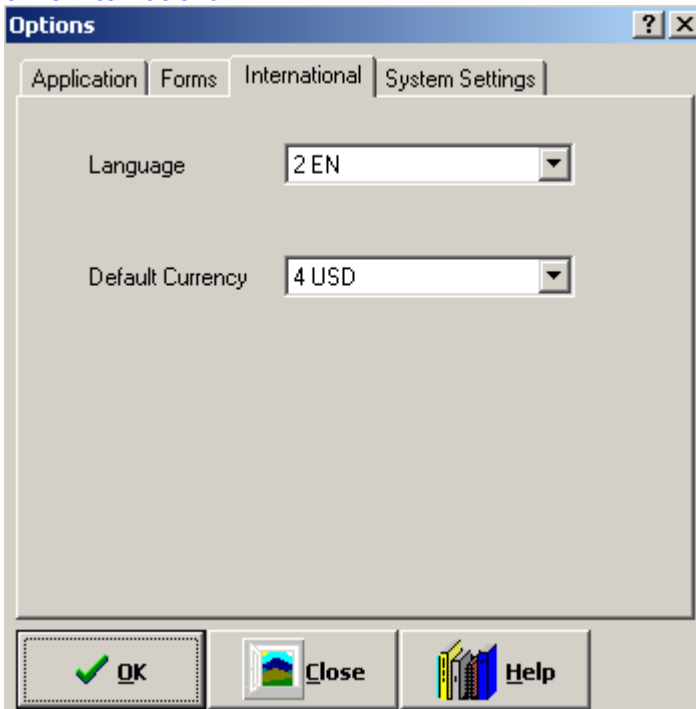 Options
Application Forms International System Settings
Language 2 EN
Default Currency 4 USD
OK Close Help